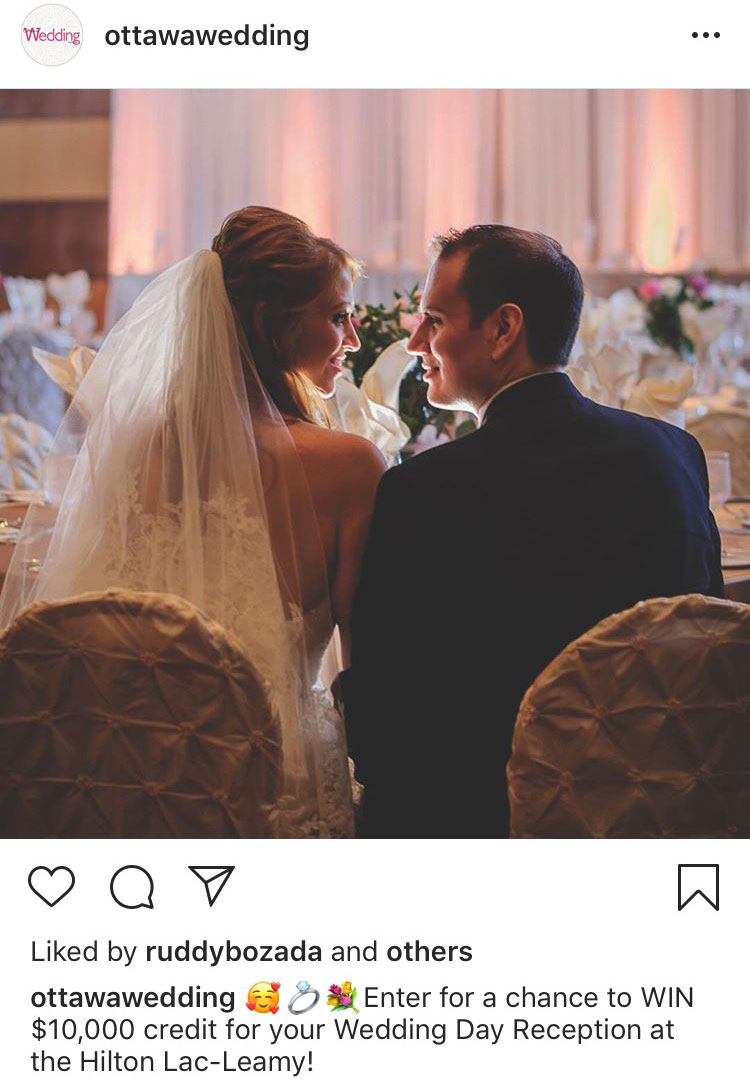 Wedding
ottawawedding
Liked by ruddybozada and others
ottawawedding 🥰💍💐Enter for a chance to WIN
$10,000 credit for your Wedding Day Reception at
the Hilton Lac-Leamy!